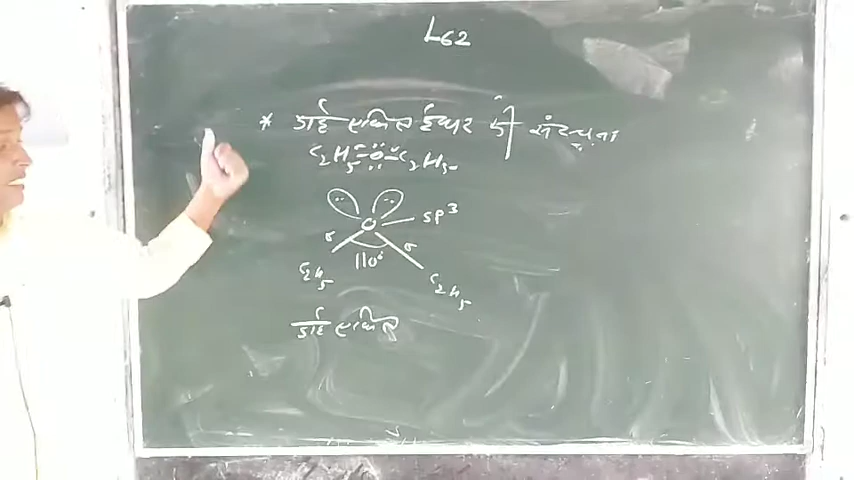 L62
* डाई एथिल ईथर की संरचना
C2H5-O-C2H5
SP3
O
σ σ
110°
C2H5
C2H5
डाई एथिल